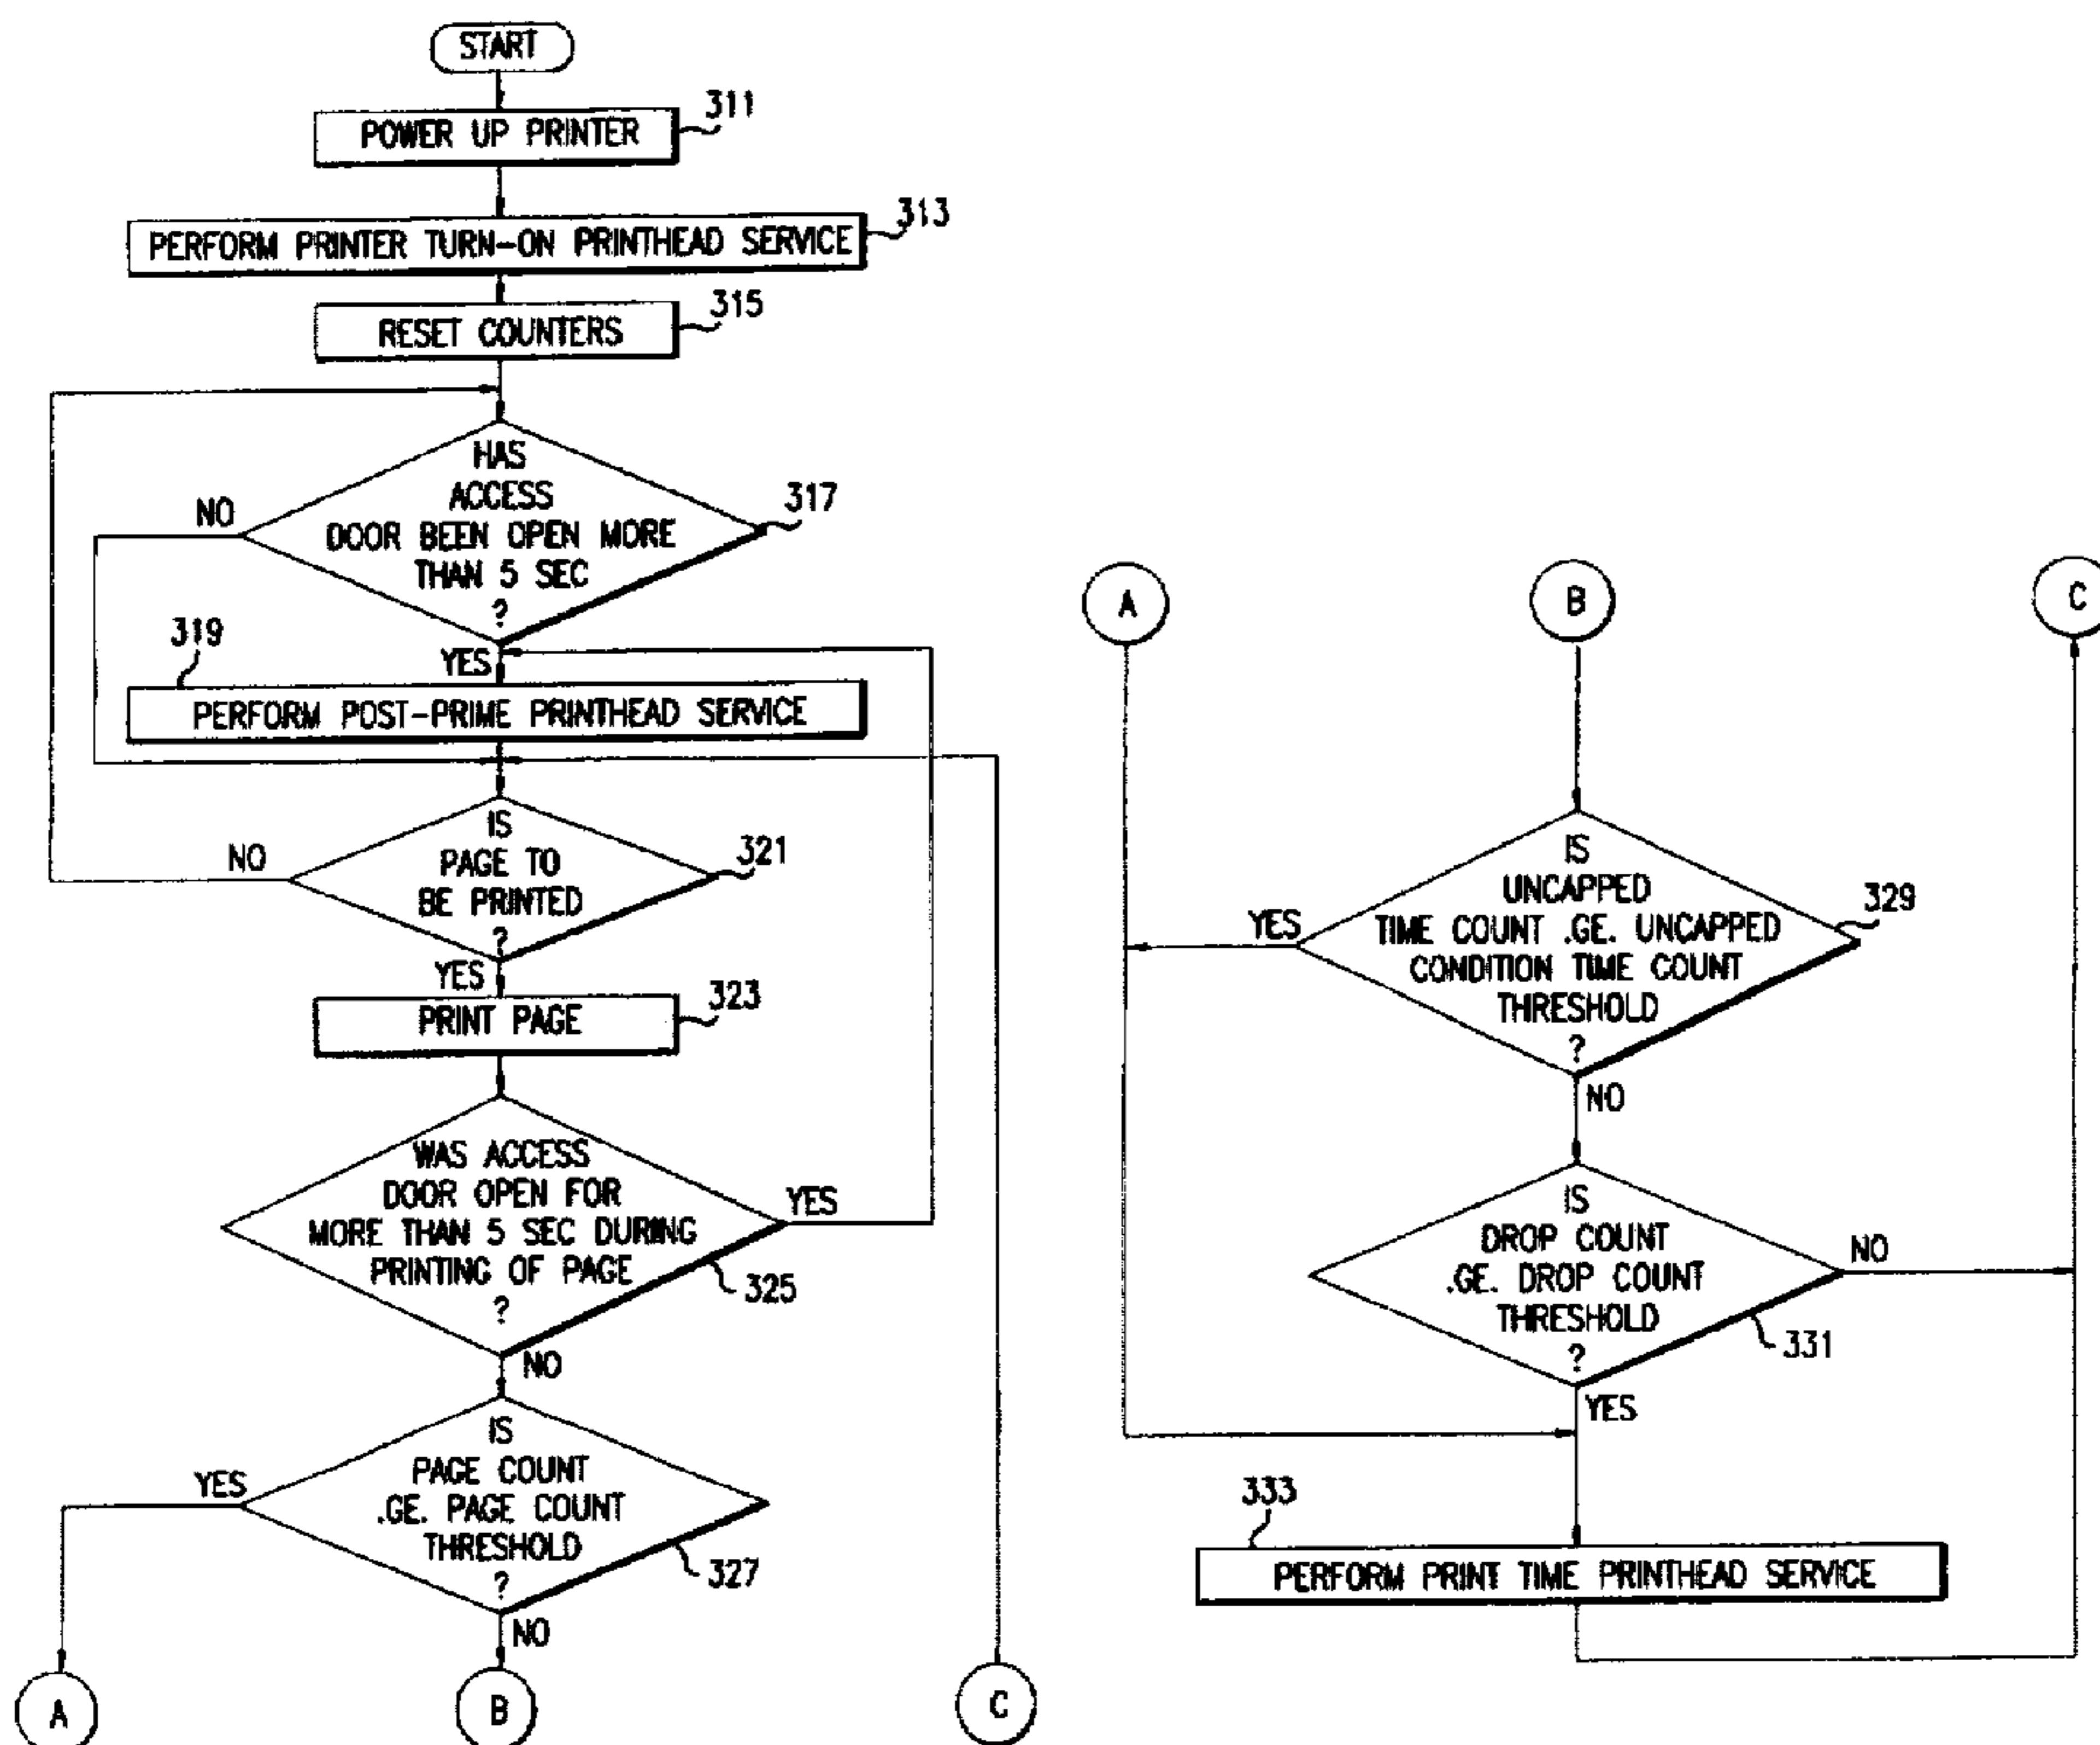 START
POWER UP PRINTER
311
PERFORM PRINTER TURN-ON PRINTHEAD SERVICE
313
RESET COUNTERS
315
HAS
ACCESS
DOOR BEEN OPEN MORE
THAN 5 SEC
?
317
NO
YES
319
PERFORM POST-PRIME PRINTHEAD SERVICE
IS
PAGE TO
BE PRINTED
?
321
NO
YES
PRINT PAGE
323
WAS ACCESS
DOOR OPEN FOR
MORE THAN 5 SEC DURING
PRINTING OF PAGE
?
325
YES
NO
IS
PAGE COUNT
.GE. PAGE COUNT
THRESHOLD
?
327
YES
NO
A
B
C
A
B
C
IS
UNCAPPED
TIME COUNT .GE. UNCAPPED
CONDITION TIME COUNT
THRESHOLD
?
329
YES
NO
IS
DROP COUNT
.GE. DROP COUNT
THRESHOLD
?
331
NO
YES
333
PERFORM PRINT TIME PRINTHEAD SERVICE